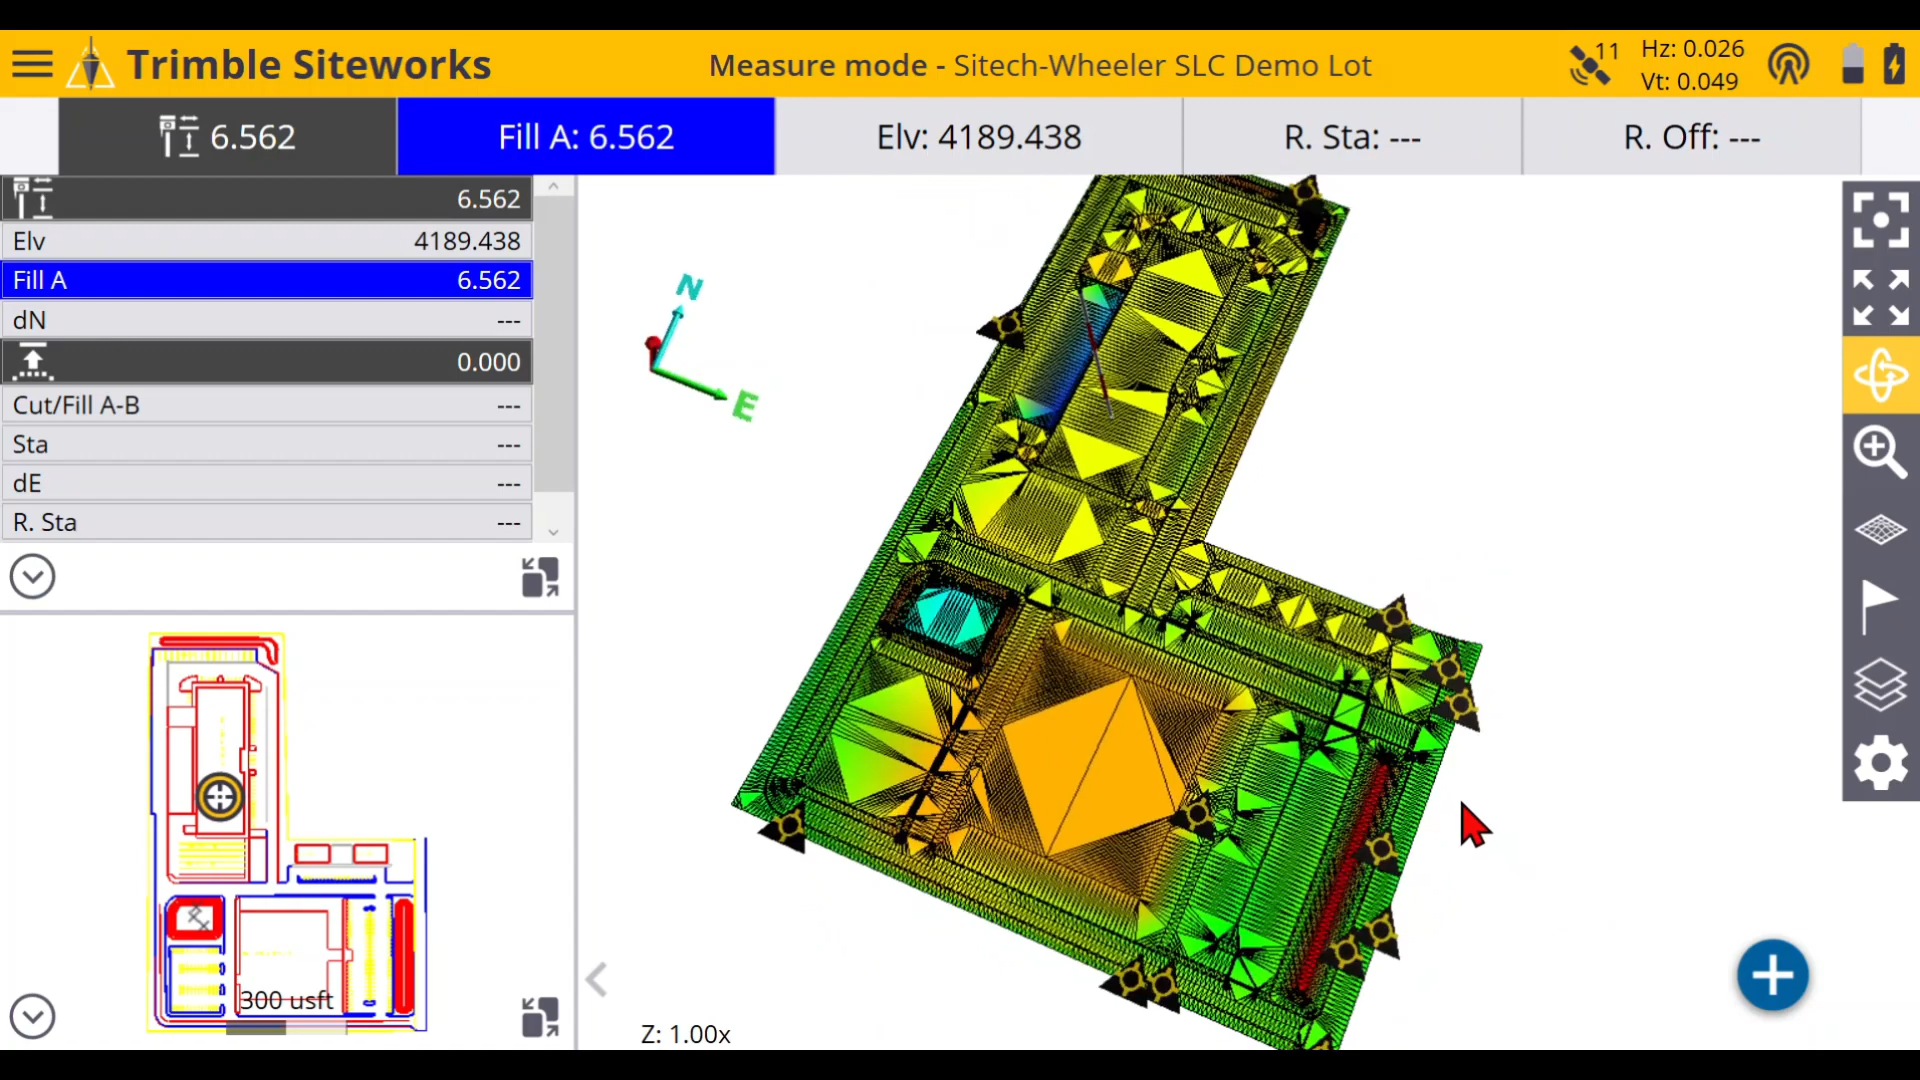 Trimble Siteworks
Measure mode - Sitech-Wheeler SLC Demo Lot
11
Hz: 0.026
Vt: 0.049
6.562
Fill A: 6.562
Elv: 4189.438
R. Sta: ---
R. Off: ---
6.562
Elv 4189.438
Fill A 6.562
dN ---
0.000
Cut/Fill A-B ---
Sta ---
dE ---
R. Sta ---
N
E
300 usft
Z: 1.00x